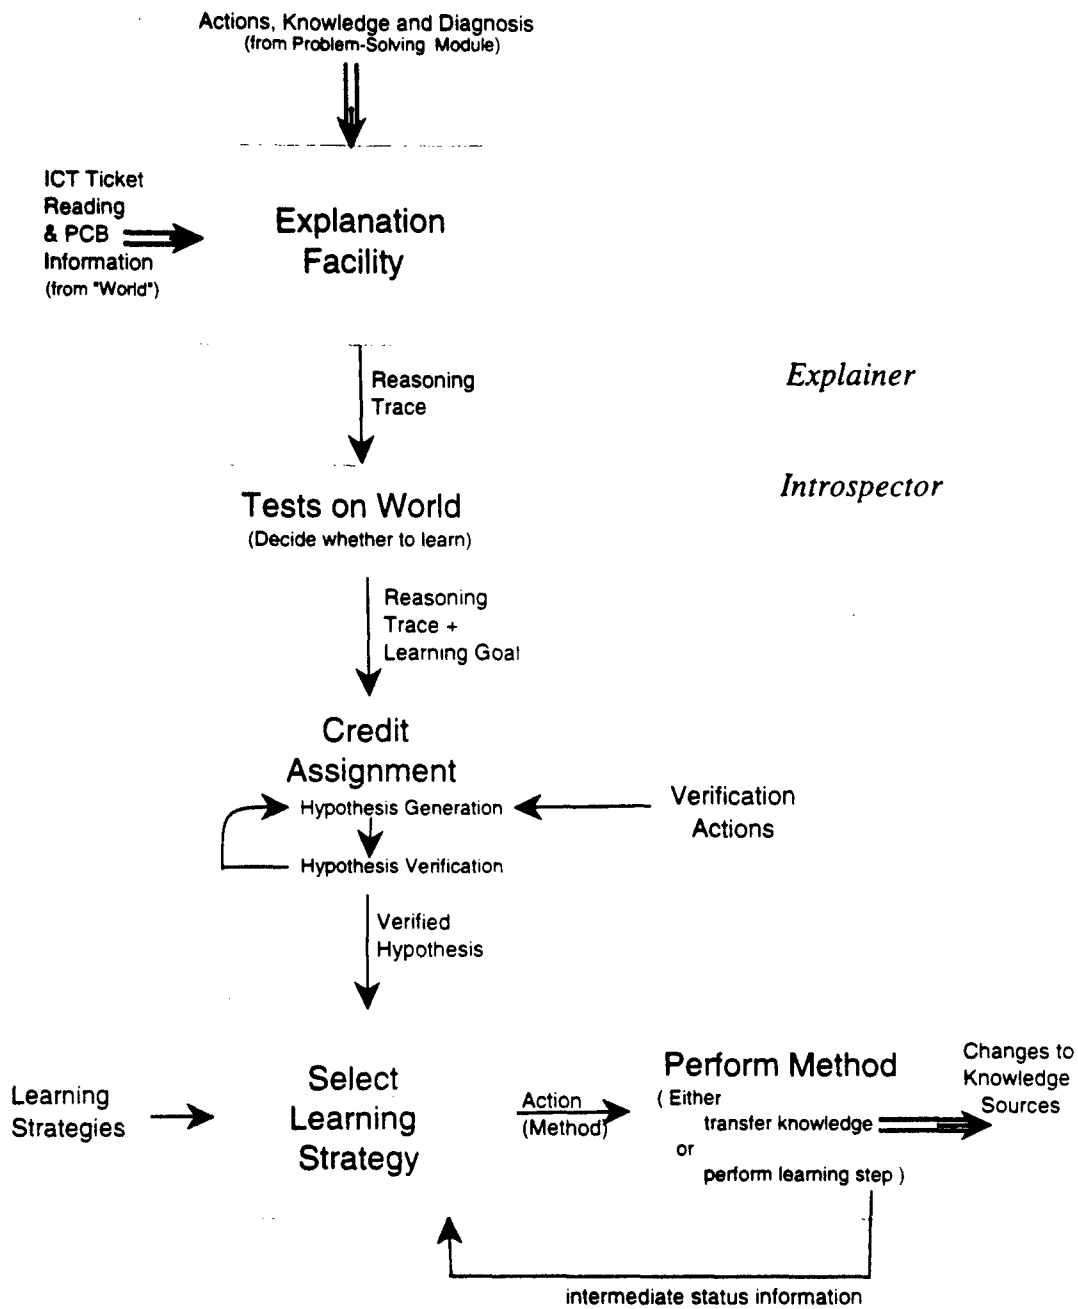 Actions, Knowledge and Diagnosis
(from Problem-Solving Module)
ICT Ticket
Reading
& PCB
Information
(from "World")
Explanation
Facility
Reasoning
Trace
Explainer
Introspector
Tests on World
(Decide whether to learn)
Reasoning
Trace +
Learning Goal
Credit
Assignment
Hypothesis Generation
Verification
Actions
Hypothesis Verification
Verified
Hypothesis
Learning
Strategies
Select
Learning
Strategy
Action
(Method)
Perform Method
( Either
transfer knowledge
or
perform learning step )
Changes to
Knowledge
Sources
intermediate status information